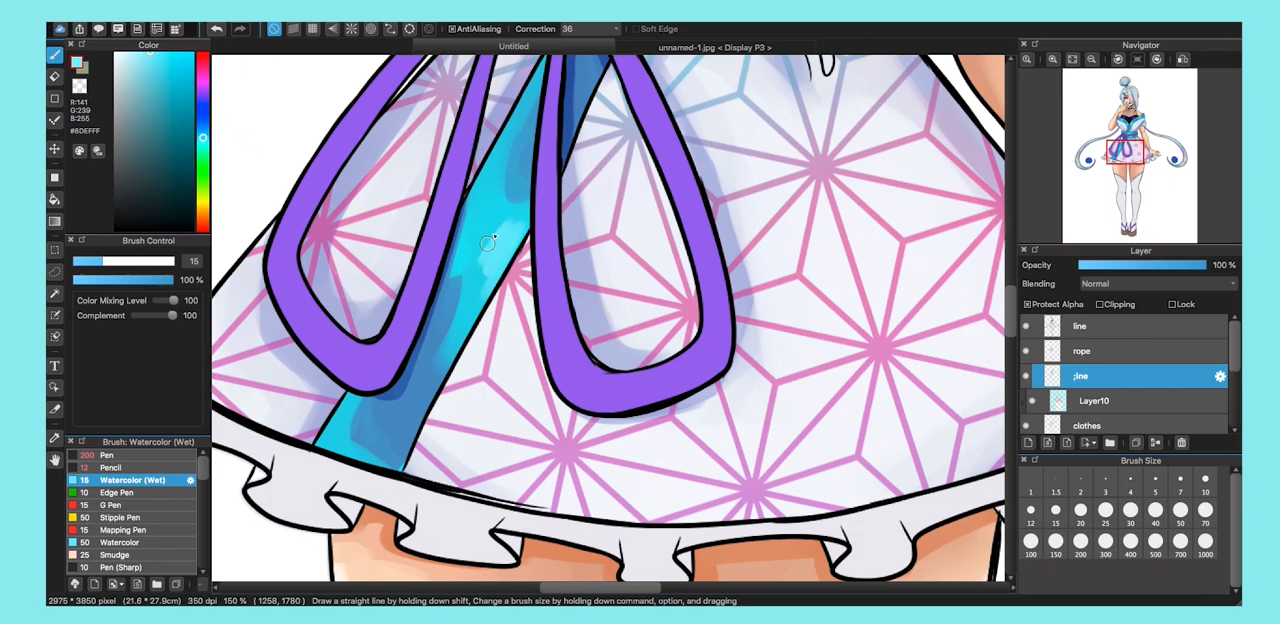 AntiAliasing Correction 36 Soft Edge
Color
Untitled
unnamed-1.jpg < Display P3 >
Navigator
R:141
G:239
B:255
#8DEFFF
Brush Control
15
100 %
Color Mixing Level 100
Complement 100
Brush: Watercolor (Wet)
200 Pen
12 Pencil
15 Watercolor (Wet)
10 Edge Pen
15 G Pen
50 Stipple Pen
15 Mapping Pen
50 Watercolor
25 Smudge
10 Pen (Sharp)
Layer
Opacity 100 %
Blending Normal
Protect Alpha Clipping Lock
line
rope
;ine
Layer10
clothes
Brush Size
1 1.5 2 3 4 5 7 10
12 15 20 25 30 40 50 70
100 150 200 300 400 500 700 1000
T
2975 * 3850 pixel (21.6 * 27.9cm) 350 dpi 150 % ( 1258, 1780 ) Draw a straight line by holding down shift, Change a brush size by holding down command, option, and dragging